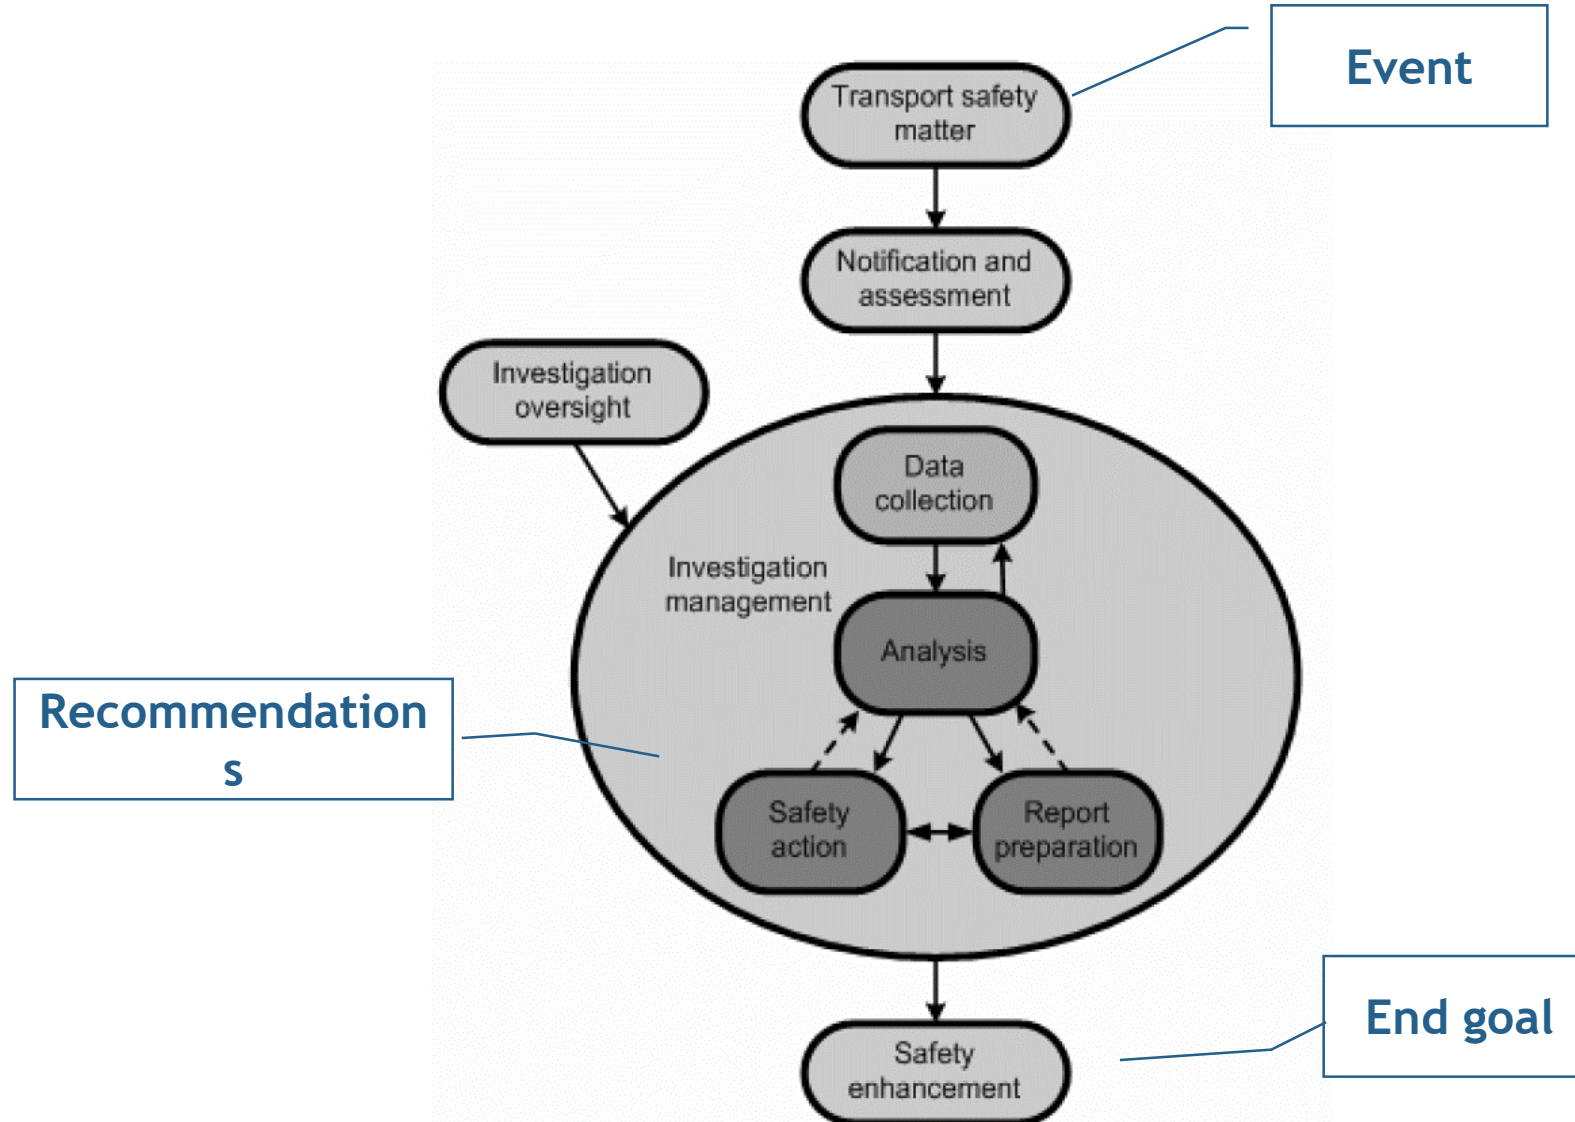 Event
Transport safety
matter
Notification and
assessment
Investigation
oversight
Data
collection
Investigation
management
Analysis
Recommendation
s
Safety
action
Report
preparation
End goal
Safety
enhancement